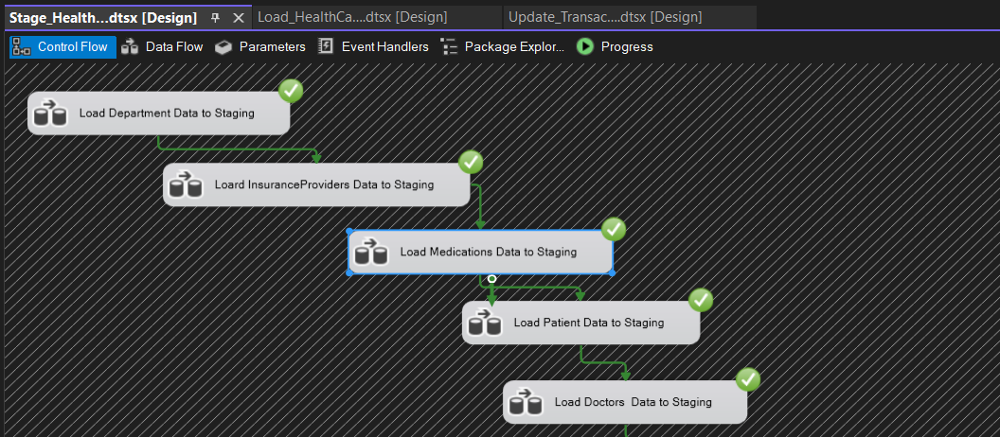 Stage_Health...dtsx [Design] Load_HealthCa....dtsx [Design] Update_Transac....dtsx [Design]
Control Flow Data Flow Parameters Event Handlers Package Explor... Progress
Load Department Data to Staging
Loard InsuranceProviders Data to Staging
Load Medications Data to Staging
Load Patient Data to Staging
Load Doctors  Data to Staging